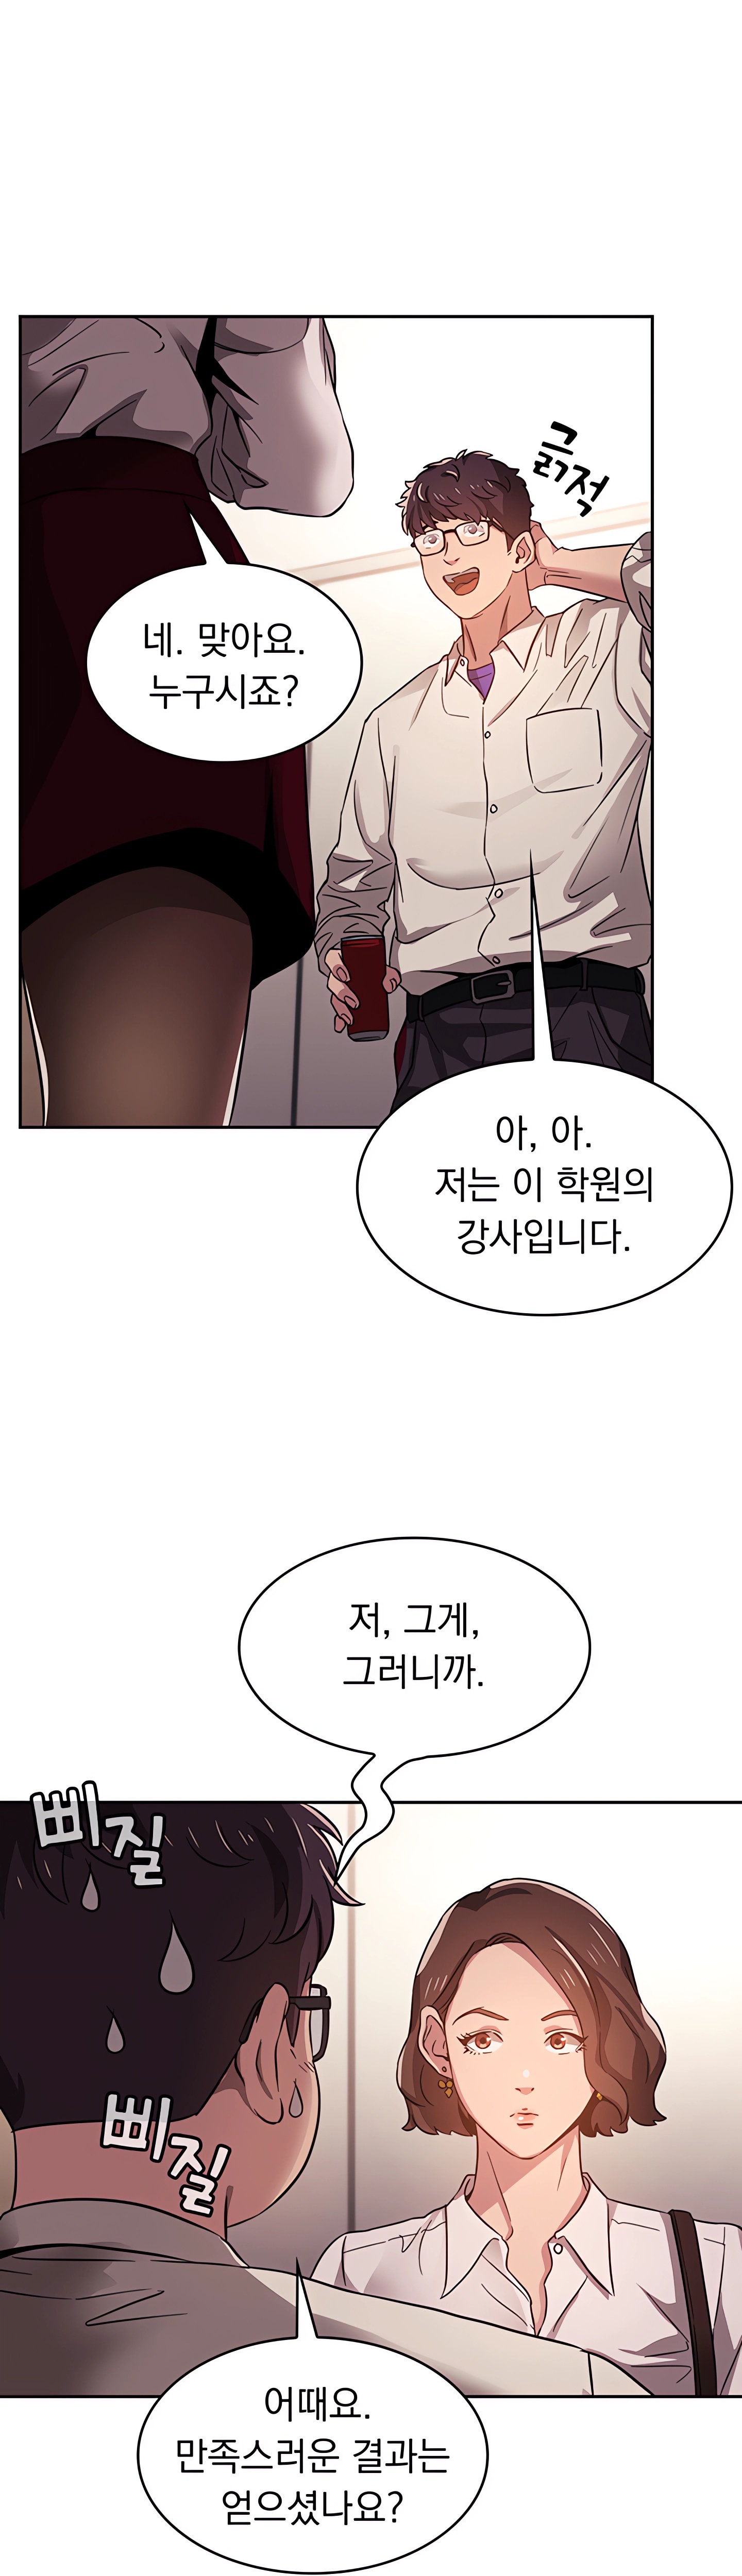 긁적
네. 맞아요.
누구시죠?
아, 아.
저는 이 학원의
강사입니다.
저, 그게,
그러니까.
삐질
삐질
어때요.
만족스러운 결과는
얻으셨나요?